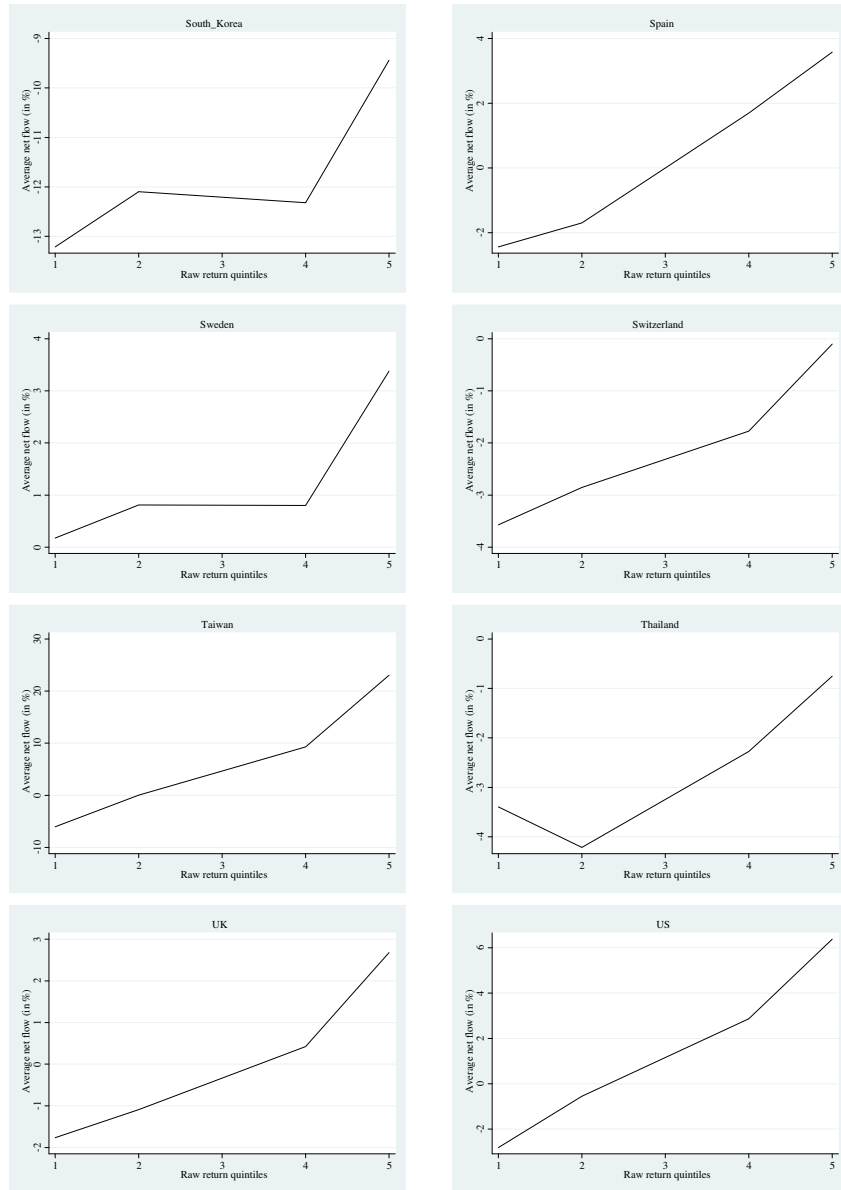 South_Korea
Average net flow (in %)
-9
-10
-11
-12
-13
1 2 3 4 5
Raw return quintiles
Spain
Average net flow (in %)
4
2
0
-2
1 2 3 4 5
Raw return quintiles
Sweden
Average net flow (in %)
4
3
2
1
0
1 2 3 4 5
Raw return quintiles
Switzerland
Average net flow (in %)
0
-1
-2
-3
-4
1 2 3 4 5
Raw return quintiles
Taiwan
Average net flow (in %)
30
20
10
0
-10
1 2 3 4 5
Raw return quintiles
Thailand
Average net flow (in %)
0
-1
-2
-3
-4
1 2 3 4 5
Raw return quintiles
UK
Average net flow (in %)
3
2
1
0
-1
-2
1 2 3 4 5
Raw return quintiles
US
Average net flow (in %)
6
4
2
0
-2
1 2 3 4 5
Raw return quintiles